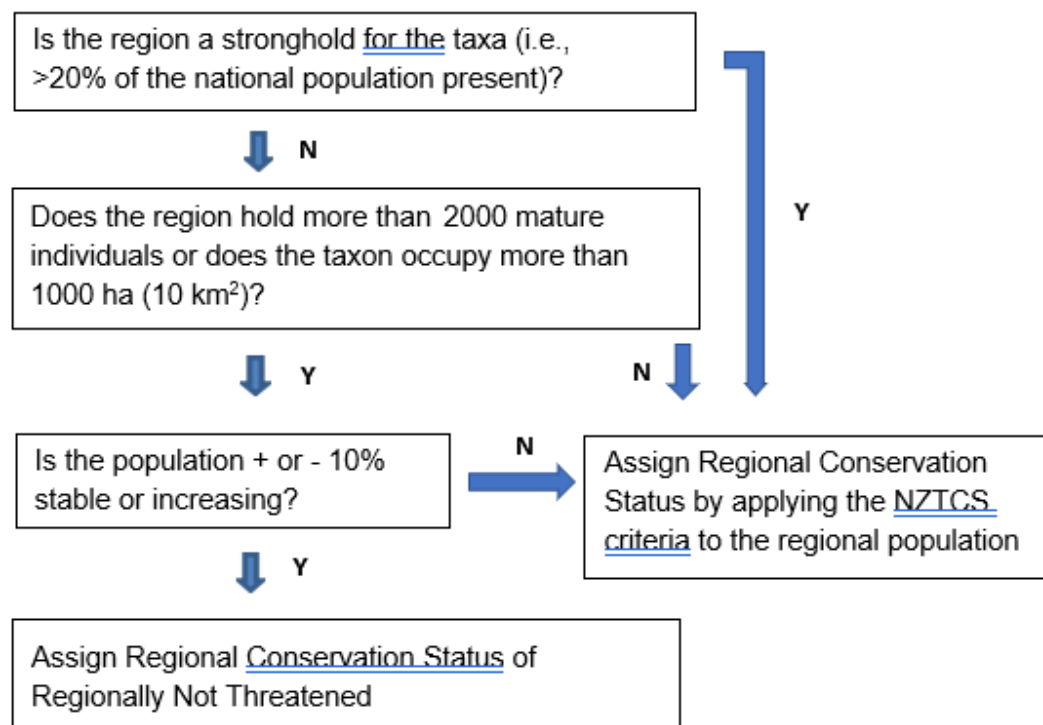 Is the region a stronghold for the taxa (i.e.,
>20% of the national population present)?
N
Y
Does the region hold more than 2000 mature
individuals or does the taxon occupy more than
1000 ha (10 km²)?
Y
N
Is the population + or - 10%
stable or increasing?
N
Assign Regional Conservation
Status by applying the NZTCS
criteria to the regional population
Y
Assign Regional Conservation Status of
Regionally Not Threatened